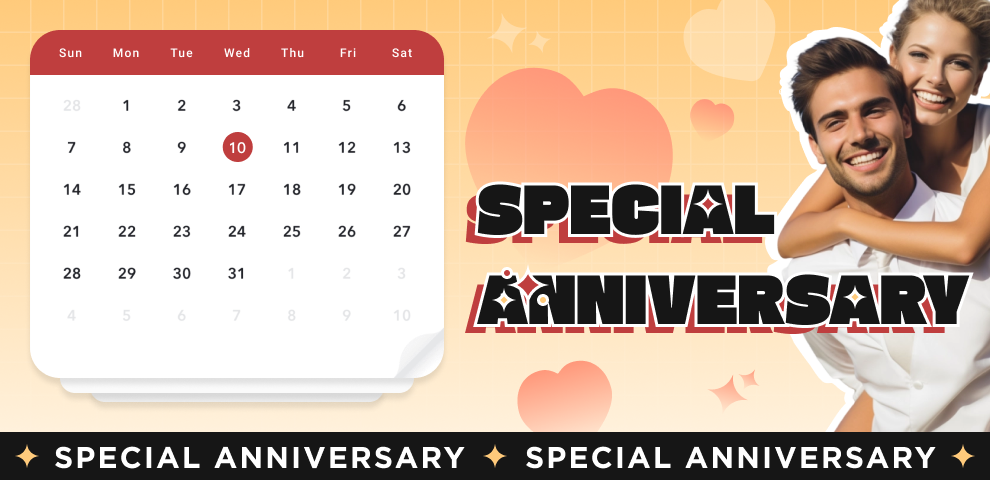 Sun Mon Tue Wed Thu Fri Sat
28 1 2 3 4 5 6
7 8 9 10 11 12 13
14 15 16 17 18 19 20
21 22 23 24 25 26 27
28 29 30 31 1 2 3
4 5 6 7 8 9 10
SPECIAL
ANNIVERSARY
SPECIAL ANNIVERSARY SPECIAL ANNIVERSARY